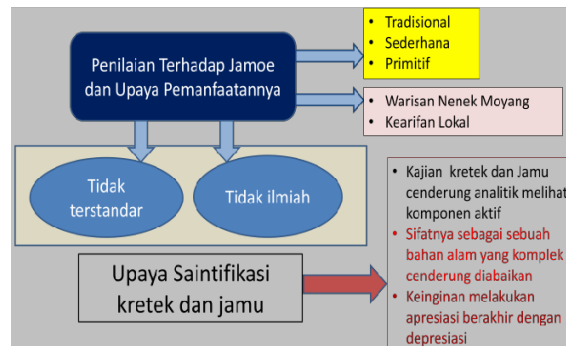 Penilaian Terhadap Jamoe
dan Upaya Pemanfaatannya
• Tradisional
• Sederhana
• Primitif
• Warisan Nenek Moyang
• Kearifan Lokal
Tidak
terstandar
Tidak ilmiah
Upaya Saintifikasi
kretek dan jamu
• Kajian kretek dan Jamu
cenderung analitik melihat
komponen aktif
• Sifatnya sebagai sebuah
bahan alam yang komplek
cenderung diabaikan
• Keinginan melakukan
apresiasi berakhir dengan
depresiasi